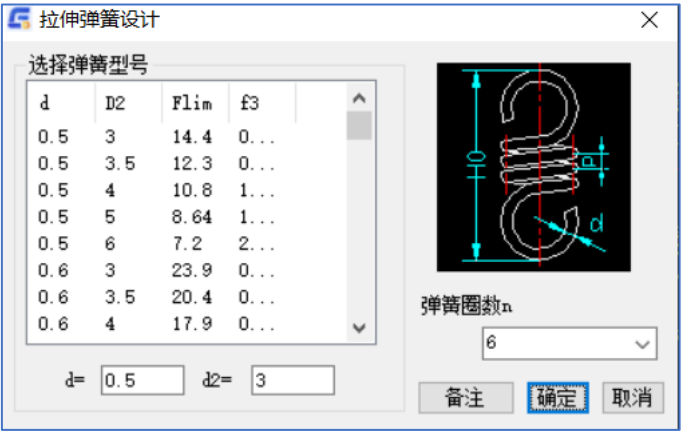 拉伸弹簧设计
选择弹簧型号
d D2 Flim f3
0.5 3 14.4 0...
0.5 3.5 12.3 0...
0.5 4 10.8 1...
0.5 5 8.64 1...
0.5 6 7.2 2...
0.6 3 23.9 0...
0.6 3.5 20.4 0...
0.6 4 17.9 0...
d= 0.5 d2= 3
H0
p
d
弹簧圈数n
6
备注 确定 取消